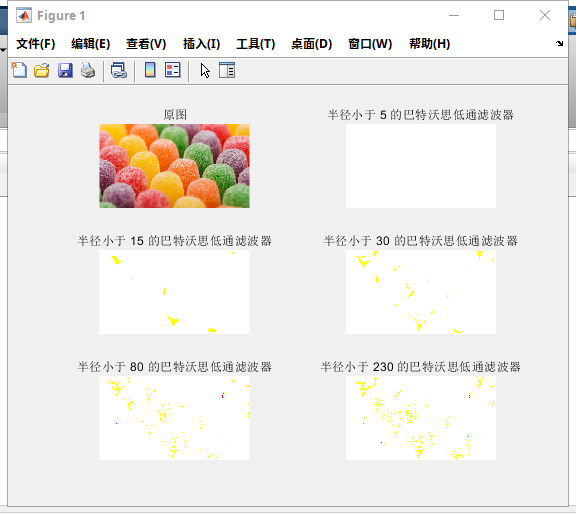 Figure 1
文件(F) 编辑(E) 查看(V) 插入(I) 工具(T) 桌面(D) 窗口(W) 帮助(H)
原图
半径小于 5 的巴特沃思低通滤波器
半径小于 15 的巴特沃思低通滤波器
半径小于 30 的巴特沃思低通滤波器
半径小于 80 的巴特沃思低通滤波器
半径小于 230 的巴特沃思低通滤波器